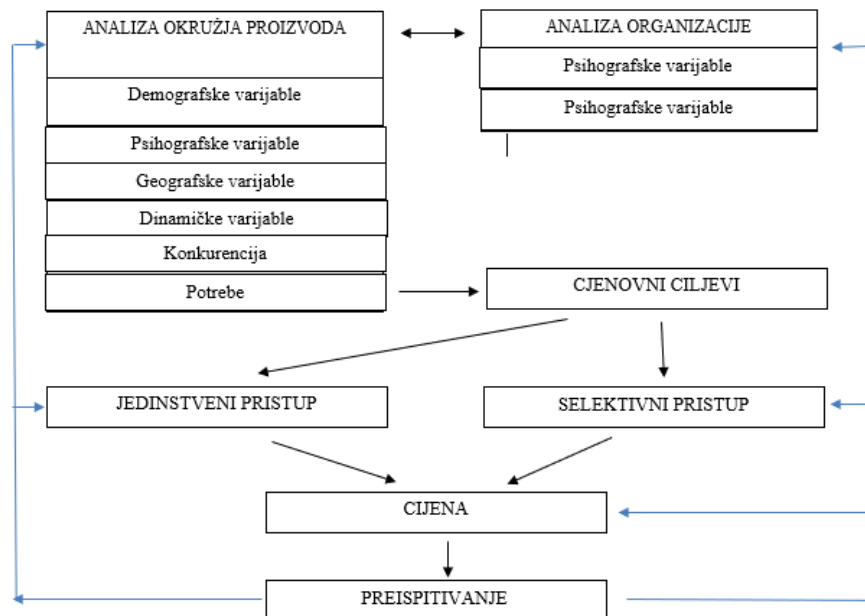 ANALIZA OKRUŽJA PROIZVODA
Demografske varijable
Psihografske varijable
Geografske varijable
Dinamičke varijable
Konkurencija
Potrebe
ANALIZA ORGANIZACIJE
Psihografske varijable
Psihografske varijable
CJENOVNI CILJEVI
JEDINSTVENI PRISTUP
SELEKTIVNI PRISTUP
CIJENA
PREISPITIVANJE